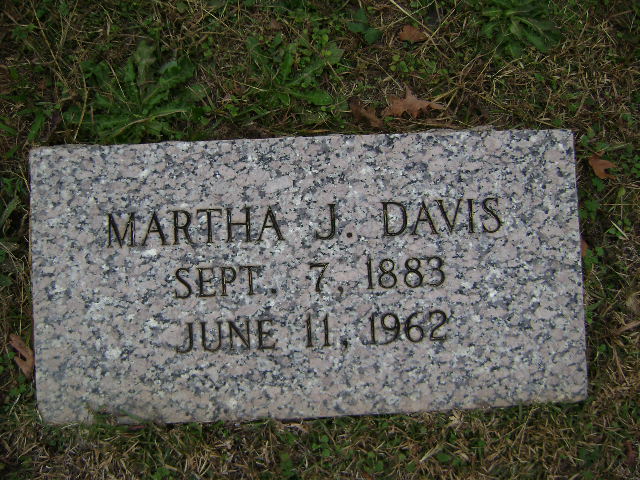 MARTHA J. DAVIS
SEPT. 7, 1883
JUNE 11, 1962